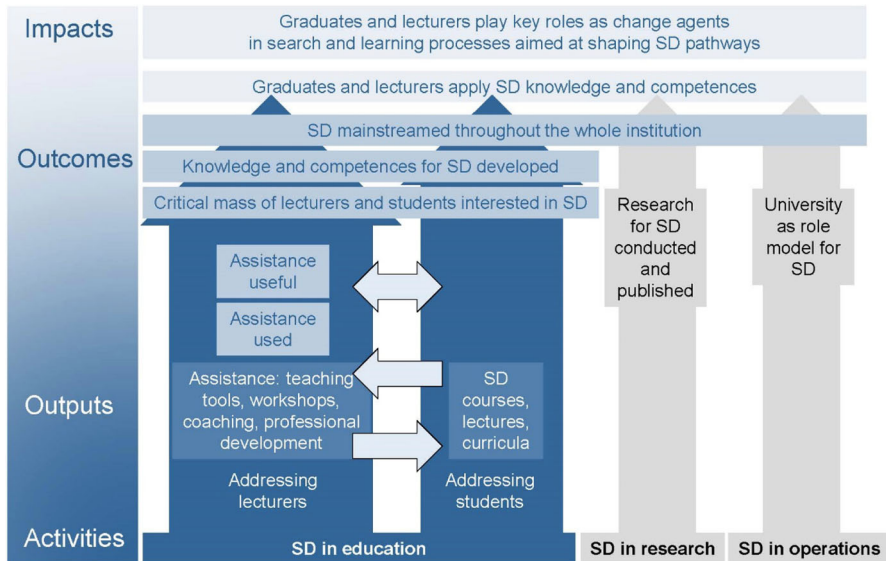 Impacts
Graduates and lecturers play key roles as change agents
in search and learning processes aimed at shaping SD pathways
Graduates and lecturers apply SD knowledge and competences
SD mainstreamed throughout the whole institution
Outcomes
Knowledge and competences for SD developed
Critical mass of lecturers and students interested in SD
Research
for SD
conducted
and
published
University
as role
model for
SD
Assistance
useful
Assistance
used
Outputs
Assistance: teaching
tools, workshops,
coaching, professional
development
SD
courses,
lectures,
curricula
Addressing
lecturers
Addressing
students
Activities
SD in education
SD in research
SD in operations